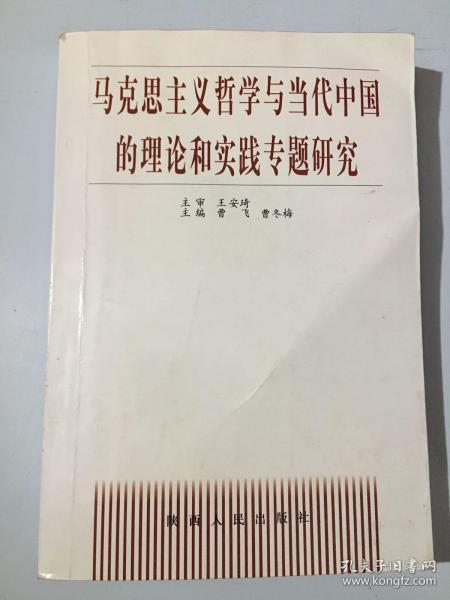 马克思主义哲学与当代中国
的理论和实践专题研究
主审 王安琦
主编 曹飞 曹冬梅
陕西人民出版社
孔夫子旧书网
www.kongfz.com